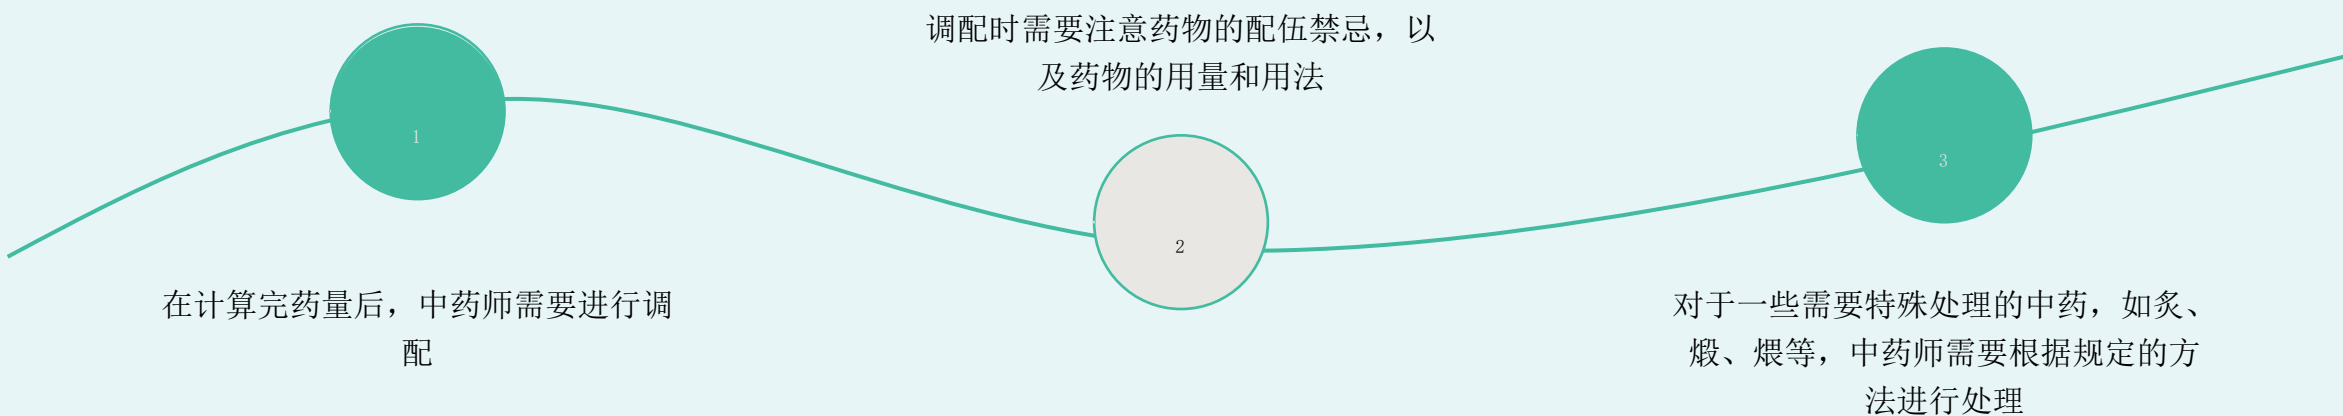 1
在计算完药量后，中药师需要进行调
配
调配时需要注意药物的配伍禁忌，以
及药物的用量和用法
2
3
对于一些需要特殊处理的中药，如炙、
煅、煨等，中药师需要根据规定的方
法进行处理